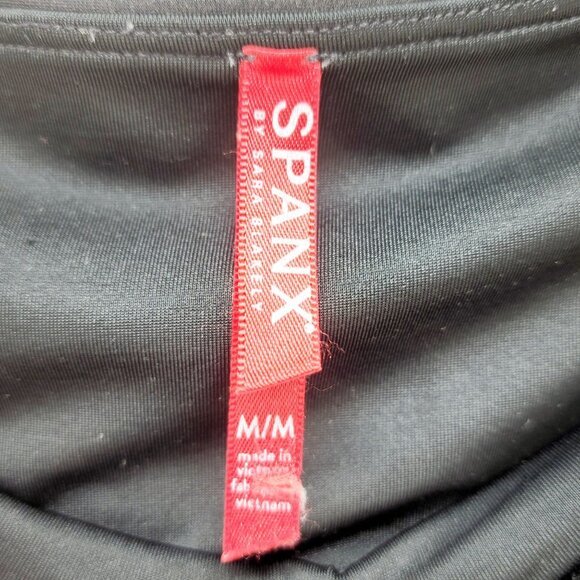 SPANX®
BY SARA BLAKELY
M/M
made in
vietnam
vietnam